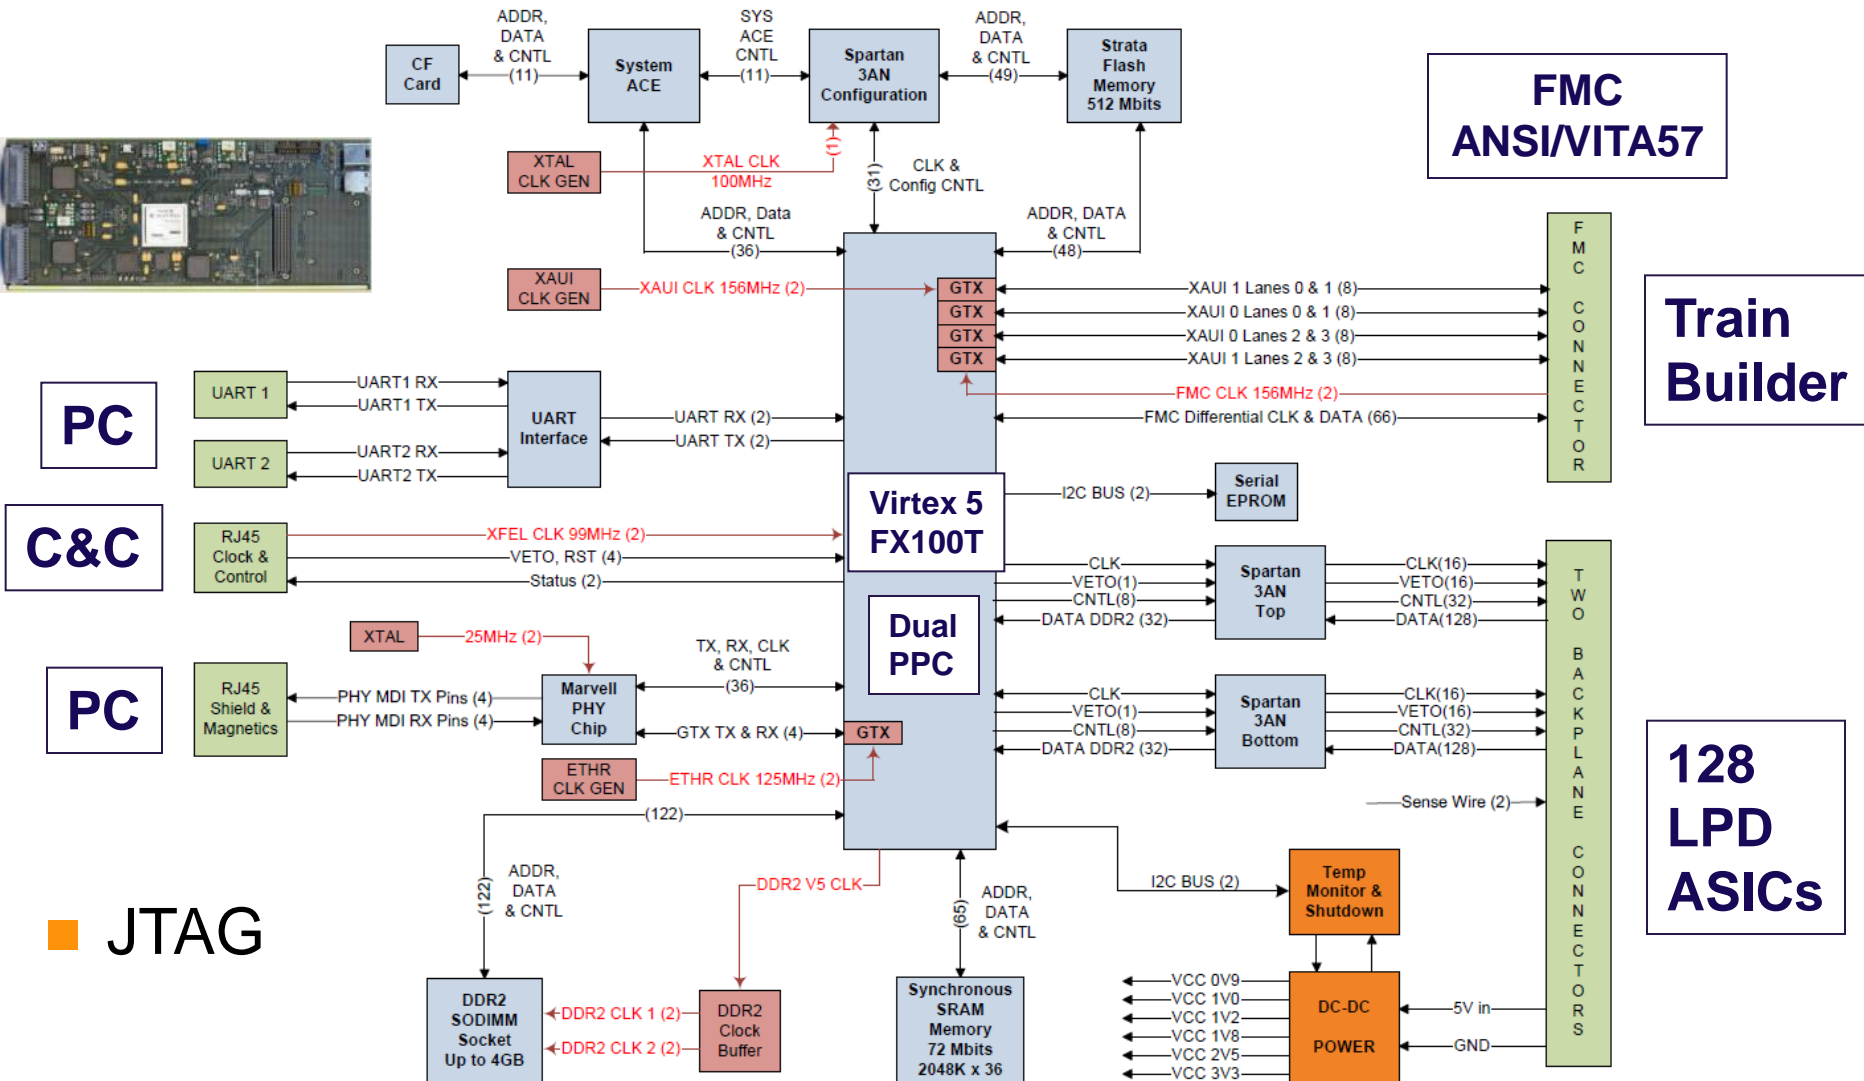 ADDR,
DATA
& CNTL
(11)
SYS
ACE
CNTL
(11)
ADDR,
DATA
& CNTL
(49)
CF
Card
System
ACE
Spartan
3AN
Configuration
Strata
Flash
Memory
512 Mbits
FMC
ANSI/VITA57
XTAL
CLK GEN
XTAL CLK
100MHz
(1)
(31)
CLK &
Config CNTL
ADDR, Data
& CNTL
(36)
ADDR, DATA
& CNTL
(48)
XAUI
CLK GEN
XAUI CLK 156MHz (2)
GTX
GTX
GTX
GTX
XAUI 1 Lanes 0 & 1 (8)
XAUI 0 Lanes 0 & 1 (8)
XAUI 0 Lanes 2 & 3 (8)
XAUI 1 Lanes 2 & 3 (8)
FMC CLK 156MHz (2)
FMC Differential CLK & DATA (66)
FMC CONNECTOR
Train
Builder
PC
UART 1
UART 2
UART1 RX
UART1 TX
UART2 RX
UART2 TX
UART
Interface
UART RX (2)
UART TX (2)
Virtex 5
FX100T
I2C BUS (2)
Serial
EPROM
C&C
RJ45
Clock &
Control
XFEL CLK 99MHz (2)
VETO, RST (4)
Status (2)
Dual
PPC
CLK
VETO(1)
CNTL(8)
DATA DDR2 (32)
Spartan
3AN
Top
CLK(16)
VETO(16)
CNTL(32)
DATA(128)
TWO BACKPLANE CONNECTORS
XTAL
25MHz (2)
PC
RJ45
Shield &
Magnetics
PHY MDI TX Pins (4)
PHY MDI RX Pins (4)
Marvell
PHY
Chip
TX, RX, CLK
& CNTL
(36)
GTX TX & RX (4)
GTX
CLK
VETO(1)
CNTL(8)
DATA DDR2 (32)
Spartan
3AN
Bottom
CLK(16)
VETO(16)
CNTL(32)
DATA(128)
ETHR
CLK GEN
ETHR CLK 125MHz (2)
Sense Wire (2)
128
LPD
ASICs
(122)
(122)
ADDR,
DATA
& CNTL
DDR2 V5 CLK
(65)
ADDR,
DATA
& CNTL
I2C BUS (2)
Temp
Monitor &
Shutdown
JTAG
DDR2
SODIMM
Socket
Up to 4GB
DDR2 CLK 1 (2)
DDR2 CLK 2 (2)
DDR2
Clock
Buffer
Synchronous
SRAM
Memory
72 Mbits
2048K x 36
VCC 0V9
VCC 1V0
VCC 1V2
VCC 1V8
VCC 2V5
VCC 3V3
DC-DC
POWER
5V in
GND